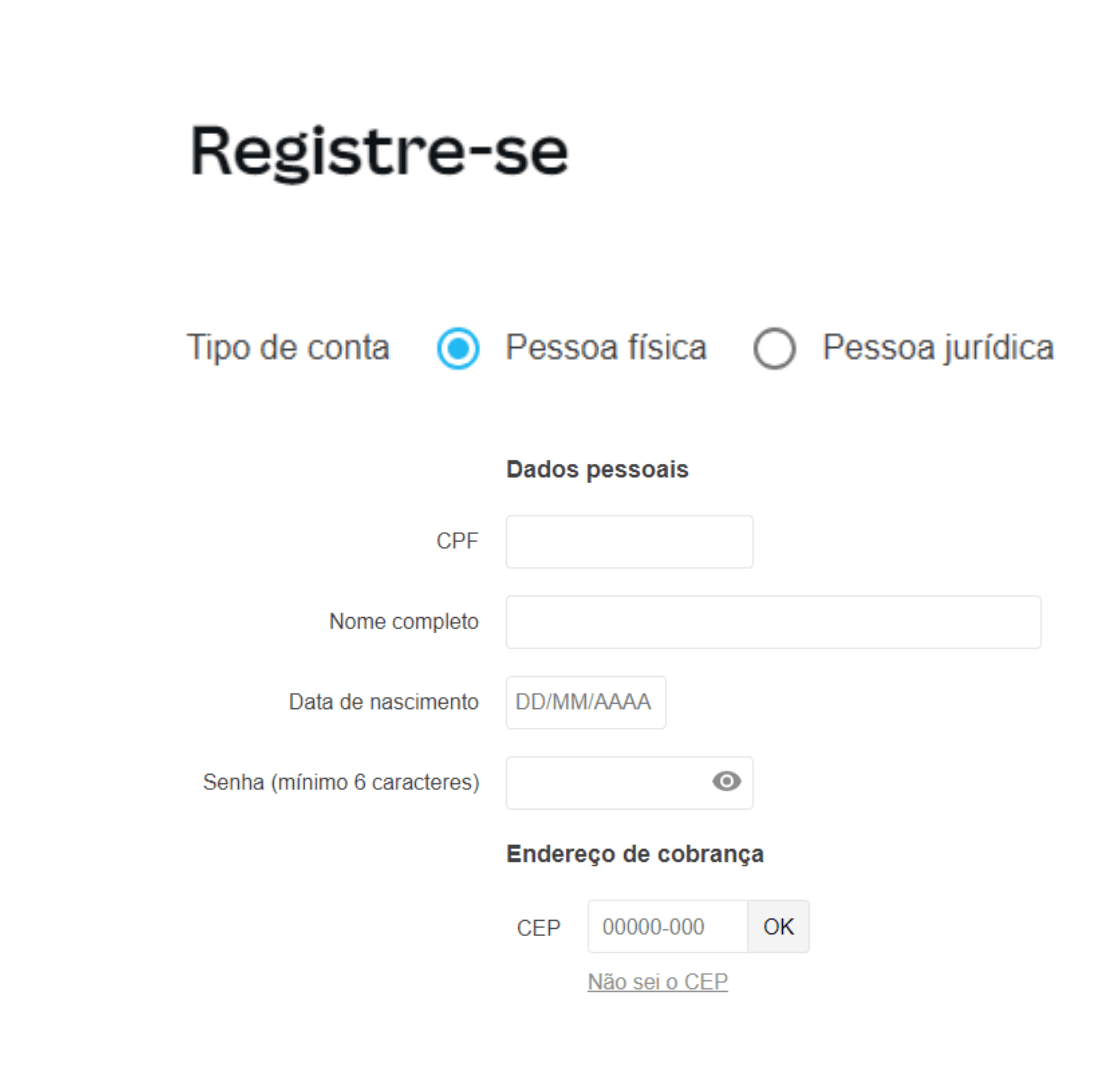 Registre-se
Tipo de conta Pessoa física Pessoa jurídica
Dados pessoais
CPF
Nome completo
Data de nascimento DD/MM/AAAA
Senha (mínimo 6 caracteres)
Endereço de cobrança
CEP 00000-000 OK
Não sei o CEP